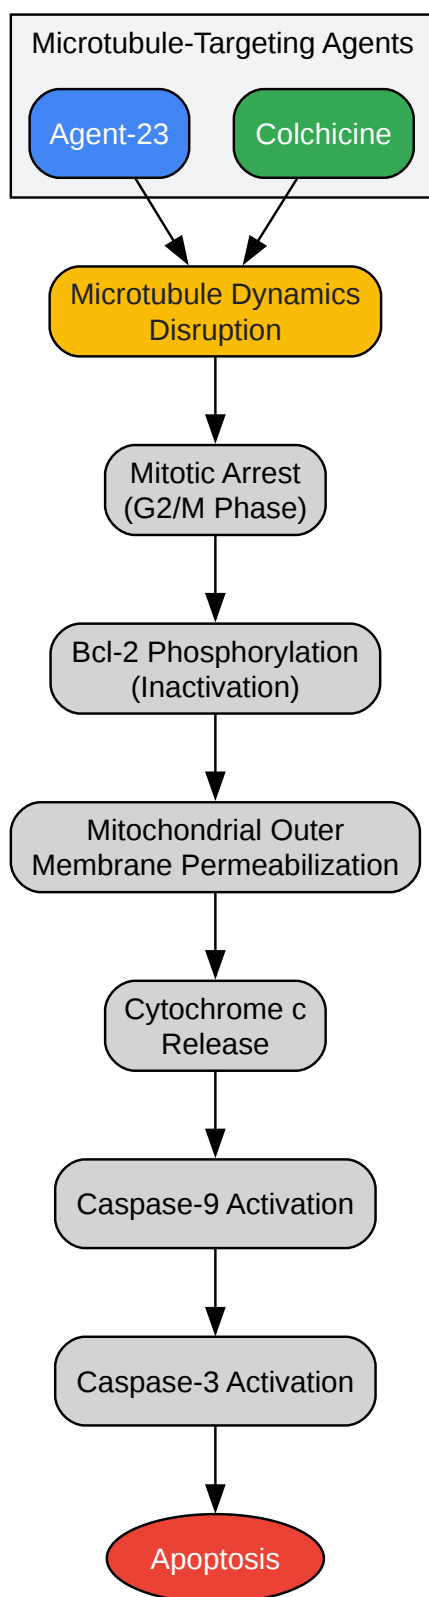 Microtubule-Targeting Agents
Agent-23
Colchicine
Microtubule Dynamics
Disruption
Mitotic Arrest
(G2/M Phase)
Bcl-2 Phosphorylation
(Inactivation)
Mitochondrial Outer
Membrane Permeabilization
Cytochrome c
Release
Caspase-9 Activation
Caspase-3 Activation
Apoptosis